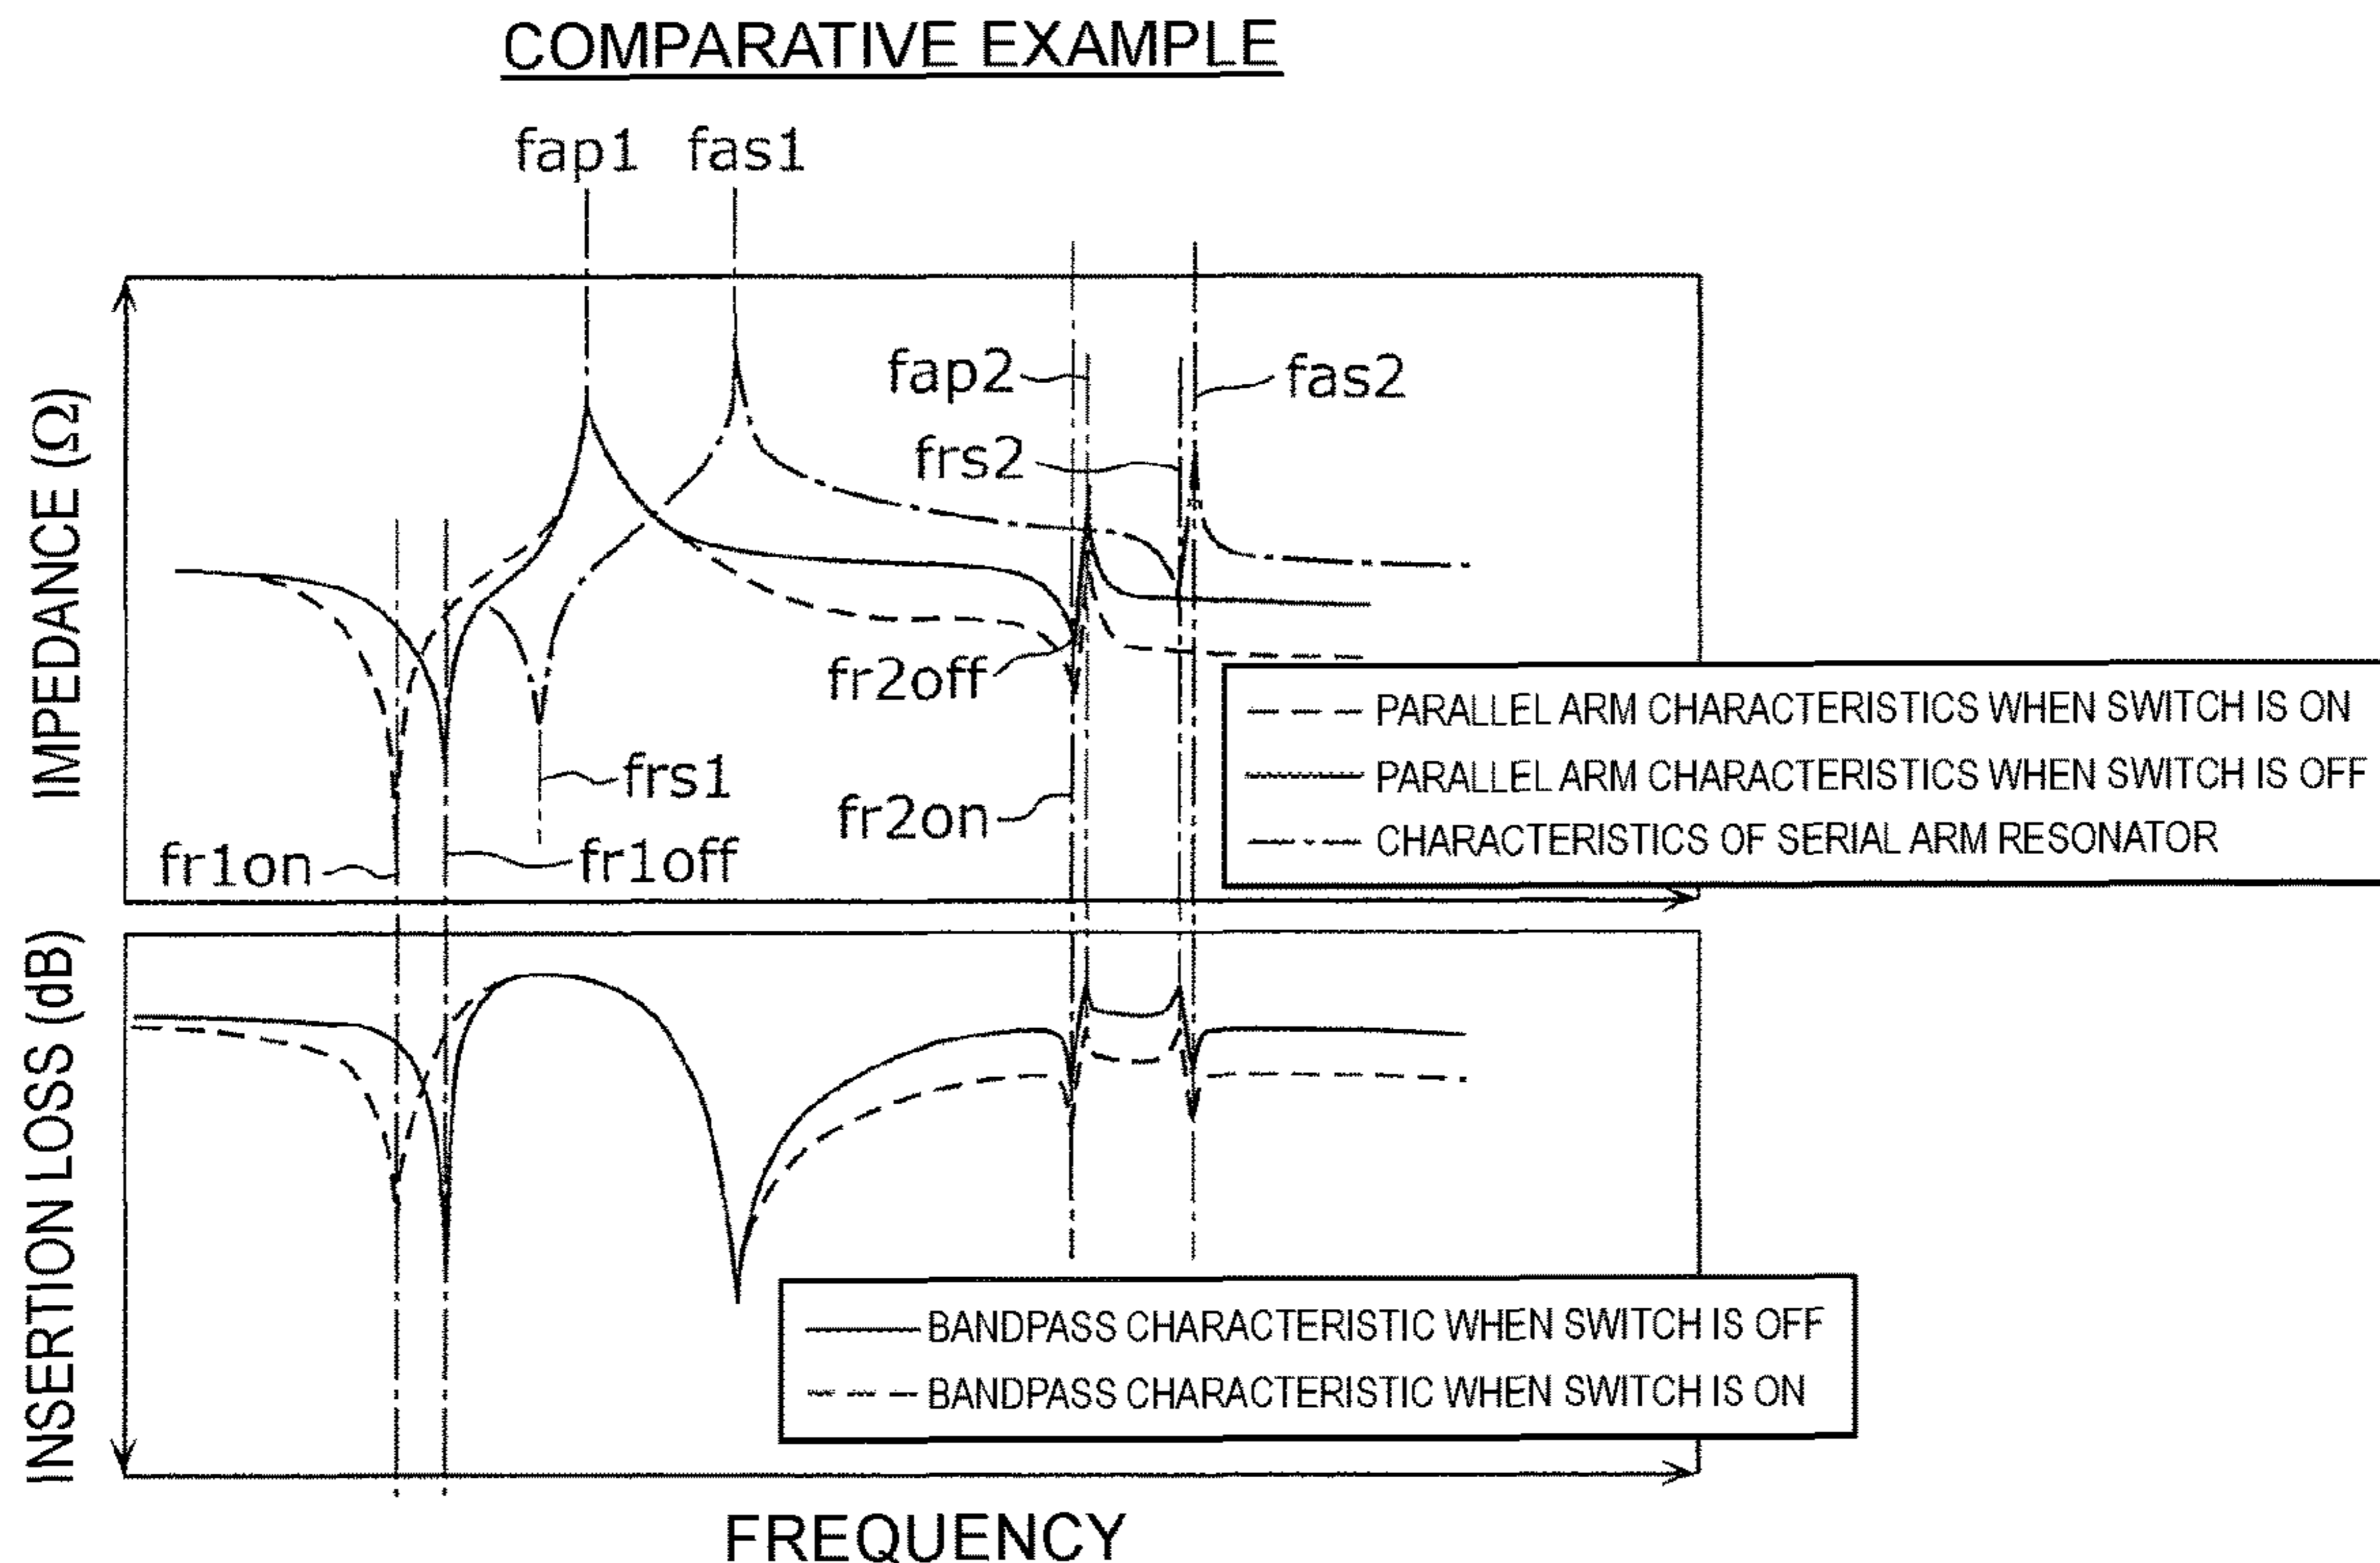 COMPARATIVE EXAMPLE
fap1 fas1
IMPEDANCE (Ω)
fap2
fas2
frs2
fr2off
frs1
fr2on
fr1on
fr1off
PARALLEL ARM CHARACTERISTICS WHEN SWITCH IS ON
PARALLEL ARM CHARACTERISTICS WHEN SWITCH IS OFF
CHARACTERISTICS OF SERIAL ARM RESONATOR
INSERTION LOSS (dB)
BANDPASS CHARACTERISTIC WHEN SWITCH IS OFF
BANDPASS CHARACTERISTIC WHEN SWITCH IS ON
FREQUENCY